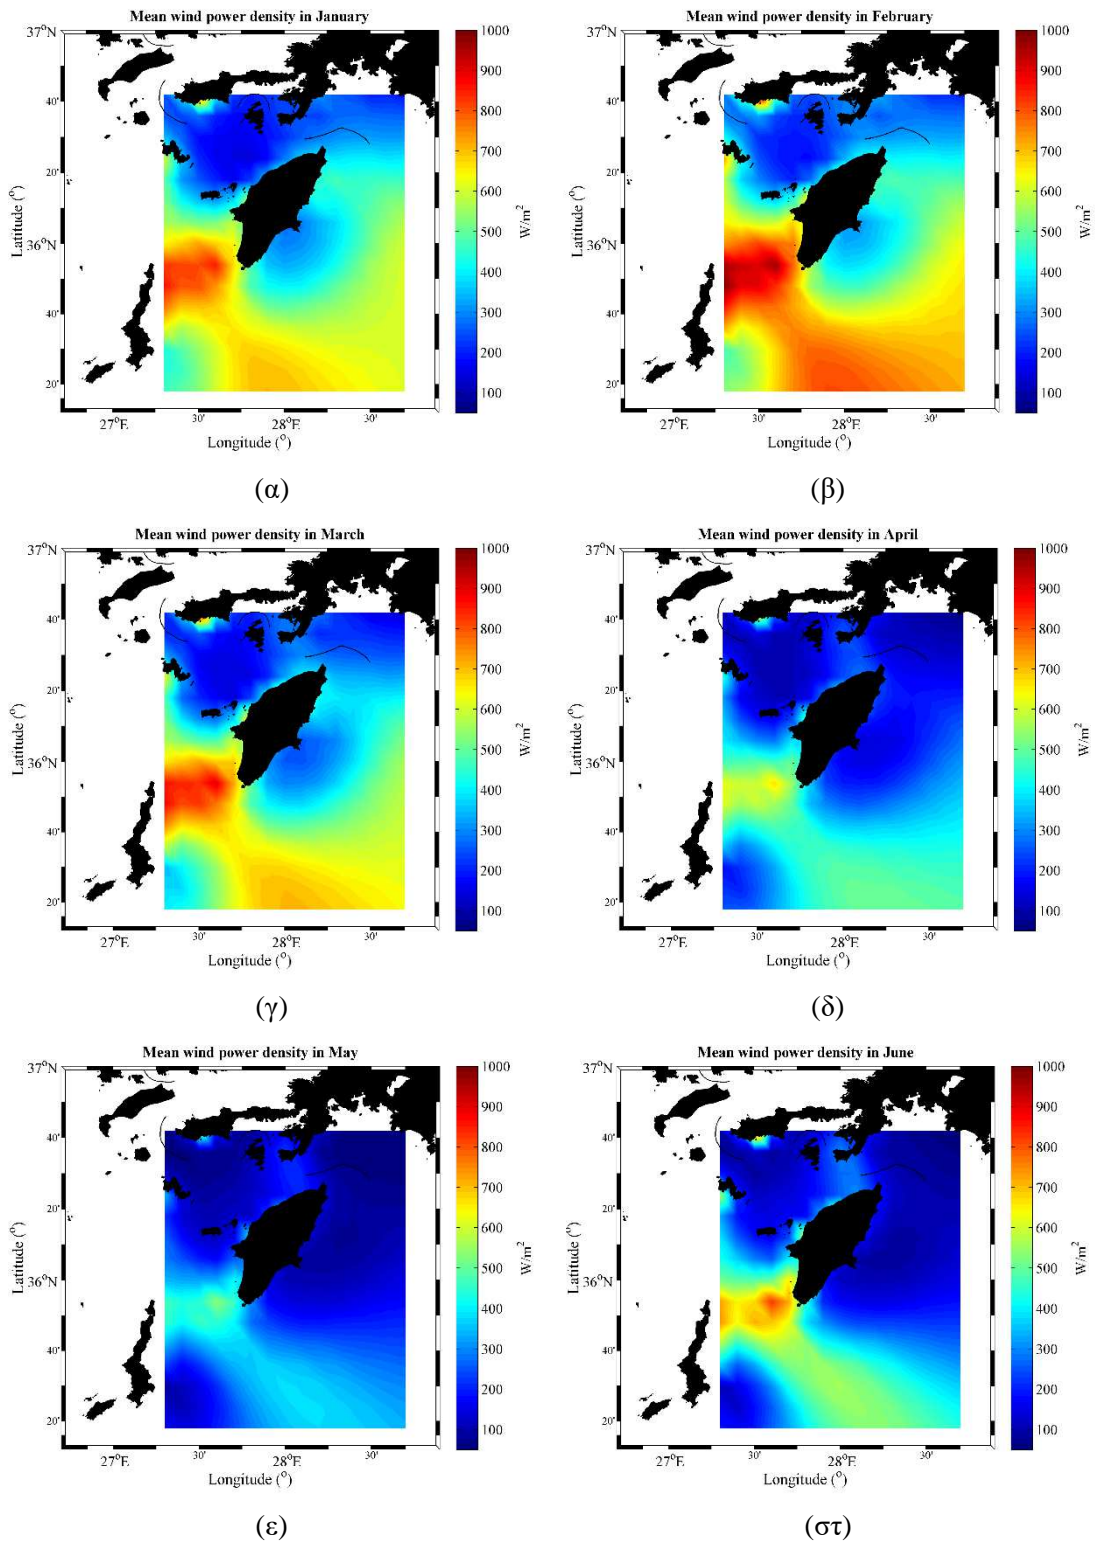 Mean wind power density in January
37°N
40'
20'
36°N
40'
20'
27°E
30'
28°E
30'
Latitude (°)
Longitude (°)
1000
900
800
700
600
500
400
300
200
100
W/m²
(α)
Mean wind power density in February
37°N
40'
20'
36°N
40'
20'
27°E
30'
28°E
30'
Latitude (°)
Longitude (°)
1000
900
800
700
600
500
400
300
200
100
W/m²
(β)
Mean wind power density in March
37°N
40'
20'
36°N
40'
20'
27°E
30'
28°E
30'
Latitude (°)
Longitude (°)
1000
900
800
700
600
500
400
300
200
100
W/m²
(γ)
Mean wind power density in April
37°N
40'
20'
36°N
40'
20'
27°E
30'
28°E
30'
Latitude (°)
Longitude (°)
1000
900
800
700
600
500
400
300
200
100
W/m²
(δ)
Mean wind power density in May
37°N
40'
20'
36°N
40'
20'
27°E
30'
28°E
30'
Latitude (°)
Longitude (°)
1000
900
800
700
600
500
400
300
200
100
W/m²
(ε)
Mean wind power density in June
37°N
40'
20'
36°N
40'
20'
27°E
30'
28°E
30'
Latitude (°)
Longitude (°)
1000
900
800
700
600
500
400
300
200
100
W/m²
(στ)